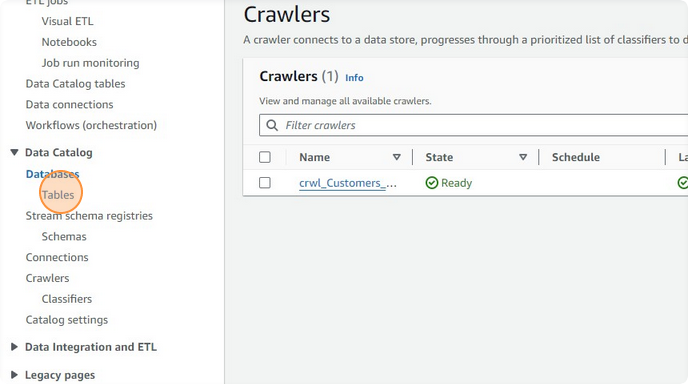 ETL jobs
Visual ETL
Notebooks
Job run monitoring
Data Catalog tables
Data connections
Workflows (orchestration)
Data Catalog
Databases
Tables
Stream schema registries
Schemas
Connections
Crawlers
Classifiers
Catalog settings
Data Integration and ETL
Legacy pages
Crawlers
A crawler connects to a data store, progresses through a prioritized list of classifiers to d
Crawlers (1) Info
View and manage all available crawlers.
Filter crawlers
Name State Schedule La
crwl_Customers_... Ready